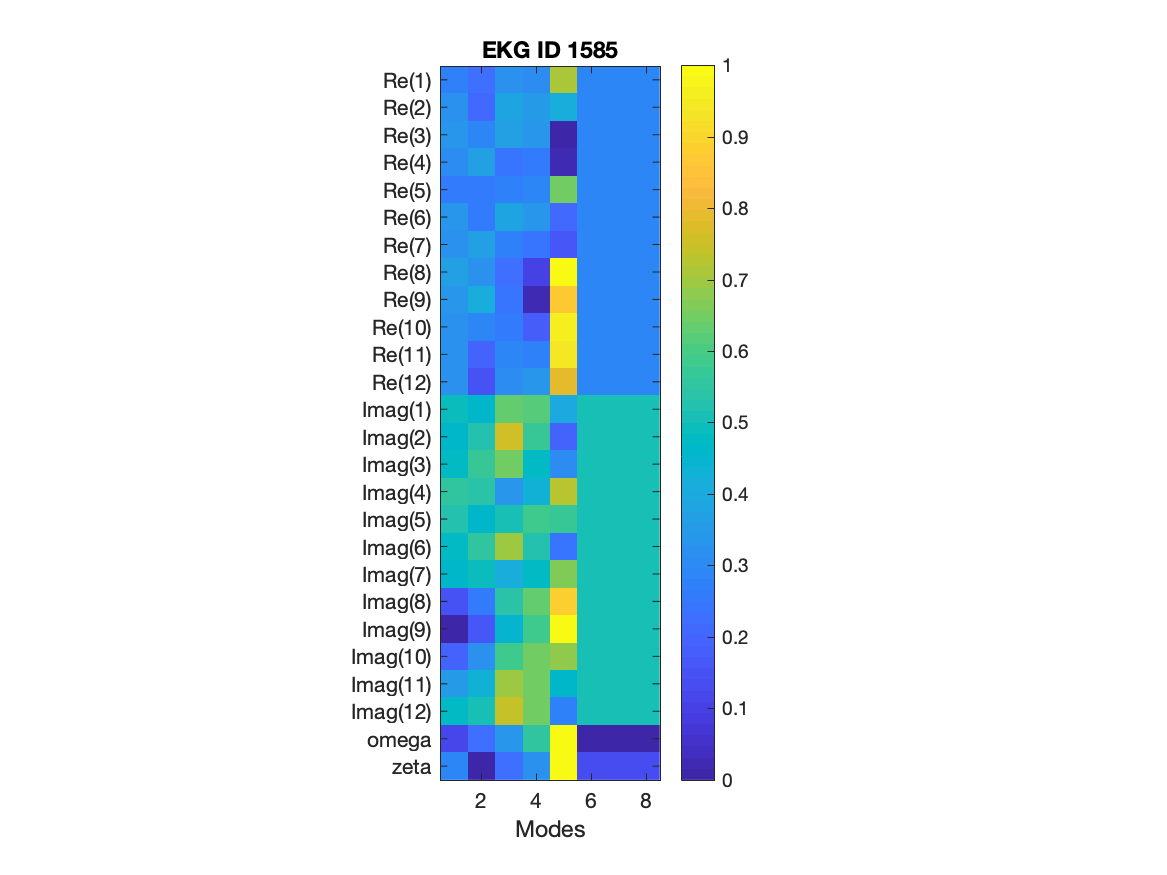 EKG ID 1585
Re(1)
Re(2)
Re(3)
Re(4)
Re(5)
Re(6)
Re(7)
Re(8)
Re(9)
Re(10)
Re(11)
Re(12)
Imag(1)
Imag(2)
Imag(3)
Imag(4)
Imag(5)
Imag(6)
Imag(7)
Imag(8)
Imag(9)
Imag(10)
Imag(11)
Imag(12)
omega
zeta
2 4 6 8
Modes
1
0.9
0.8
0.7
0.6
0.5
0.4
0.3
0.2
0.1
0